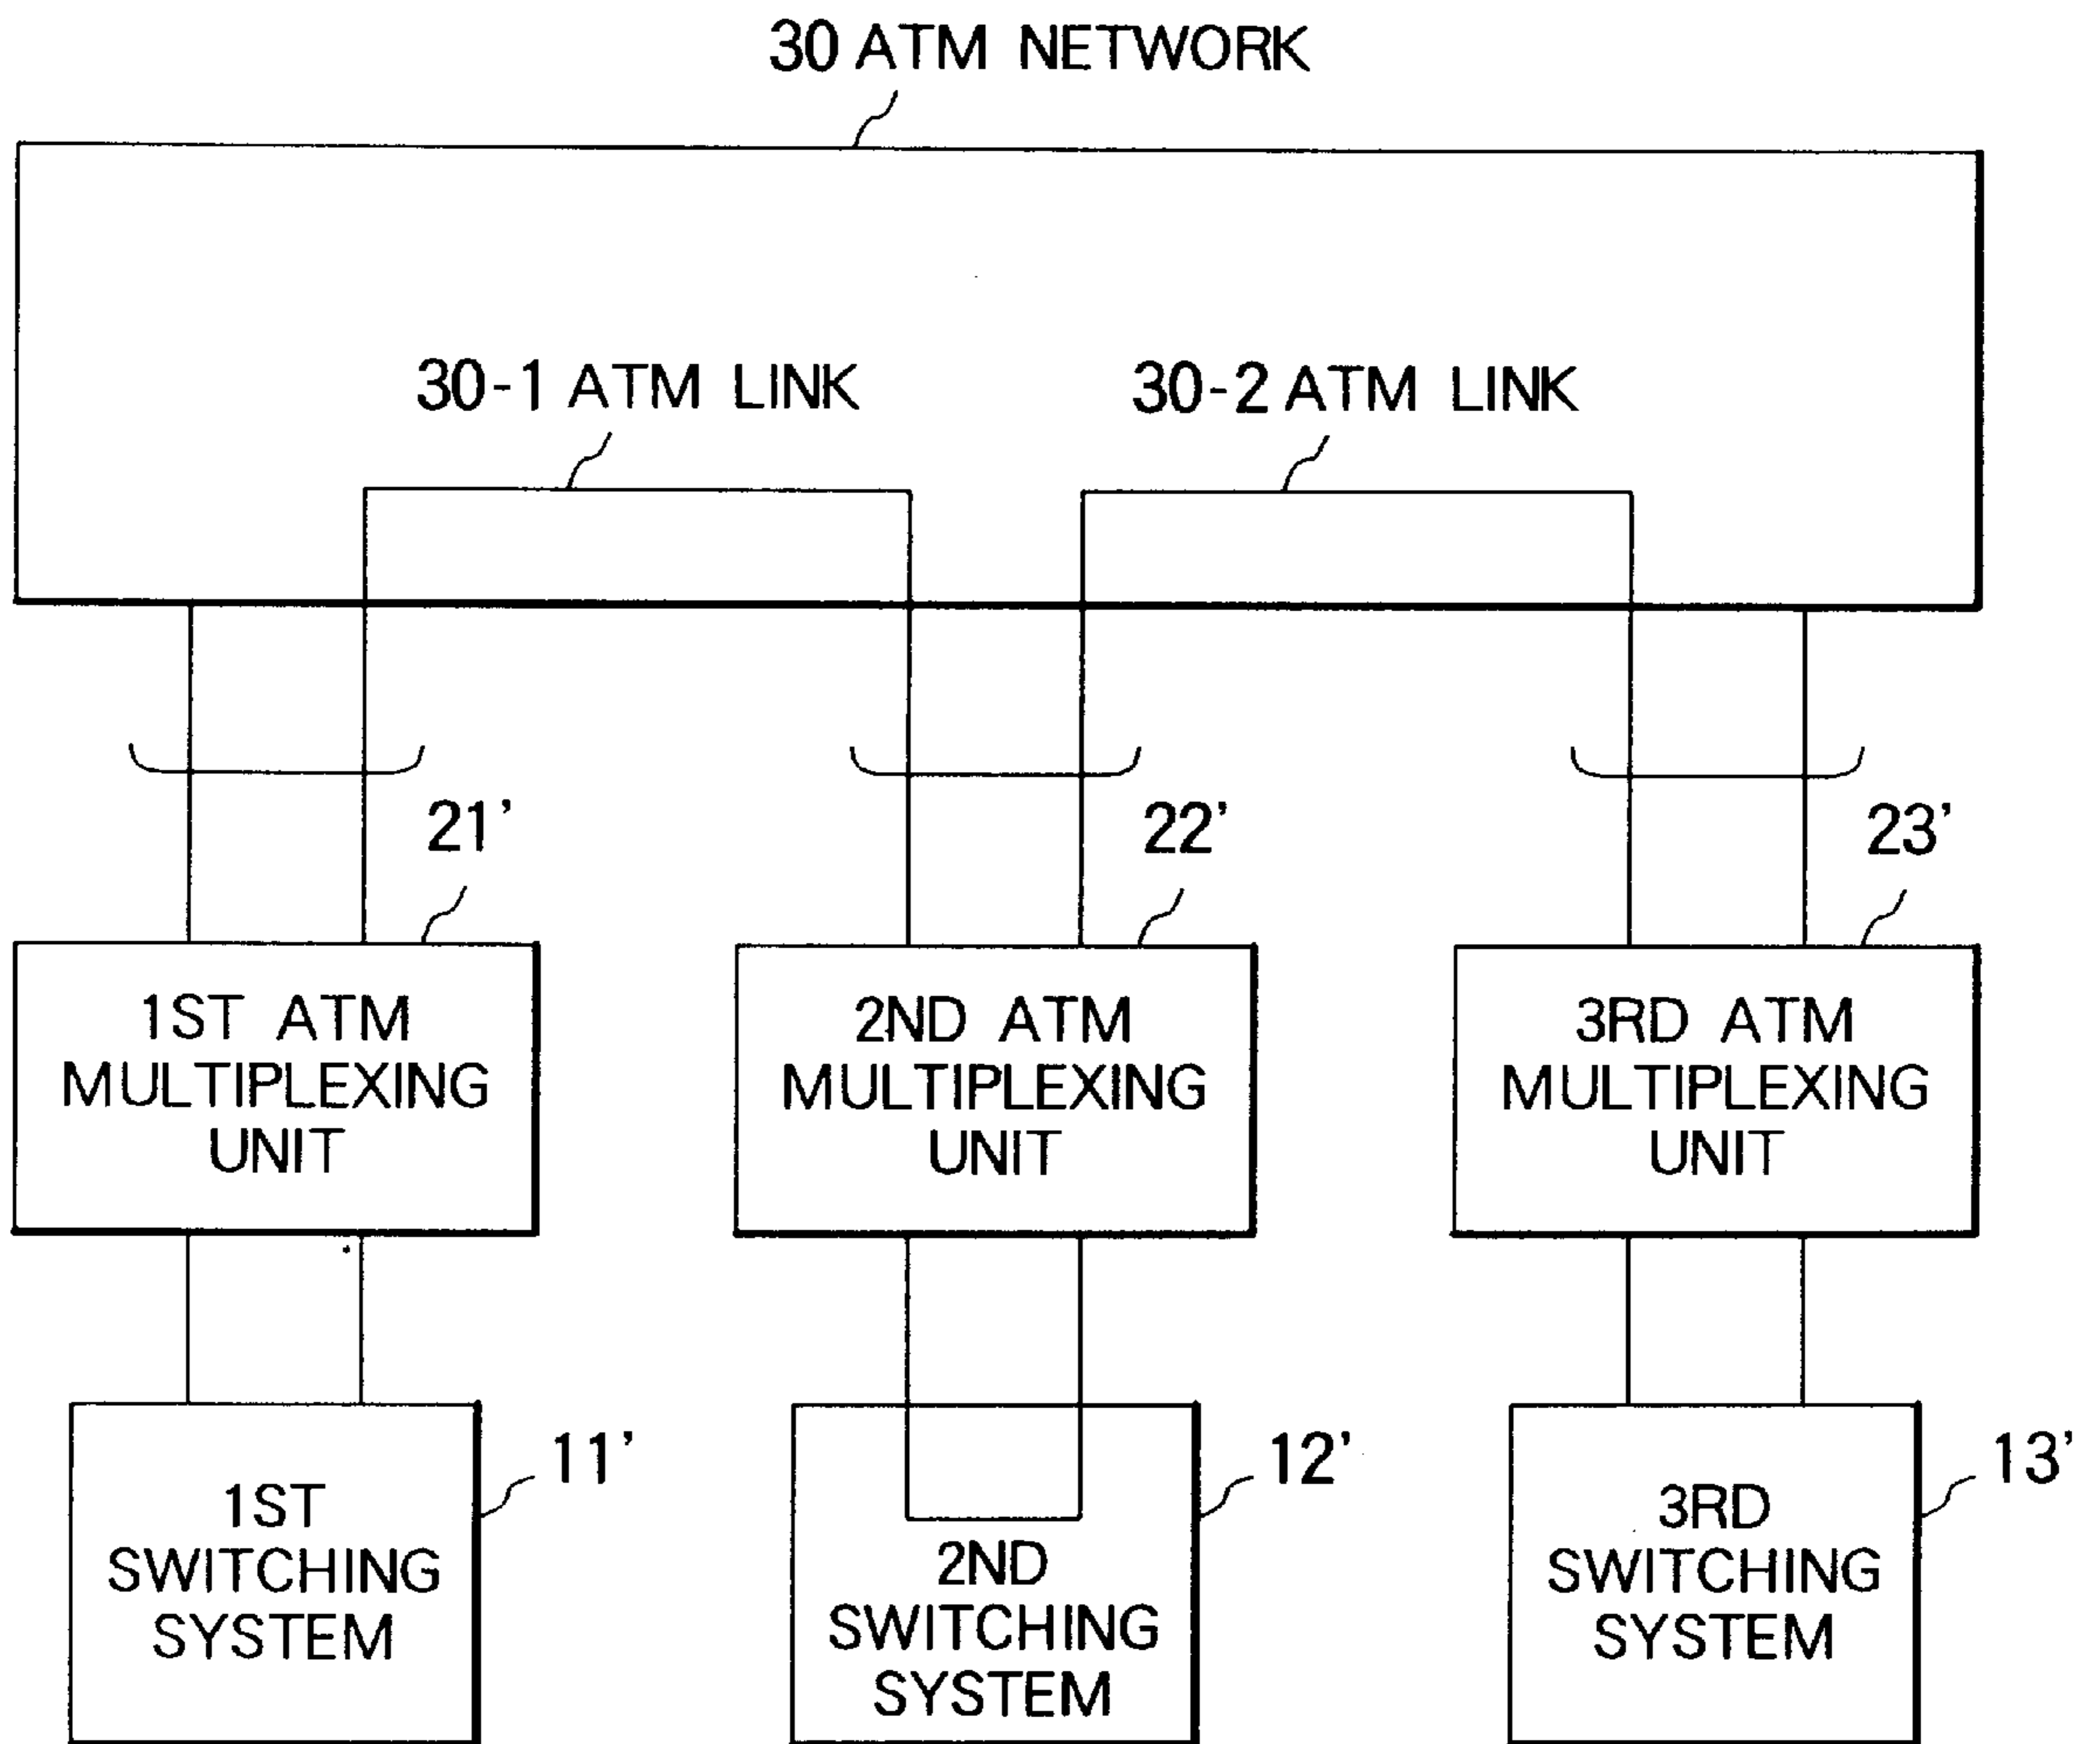 30 ATM NETWORK
30-1 ATM LINK
30-2 ATM LINK
21'
22'
23'
1ST ATM
MULTIPLEXING
UNIT
2ND ATM
MULTIPLEXING
UNIT
3RD ATM
MULTIPLEXING
UNIT
11'
12'
13'
1ST
SWITCHING
SYSTEM
2ND
SWITCHING
SYSTEM
3RD
SWITCHING
SYSTEM